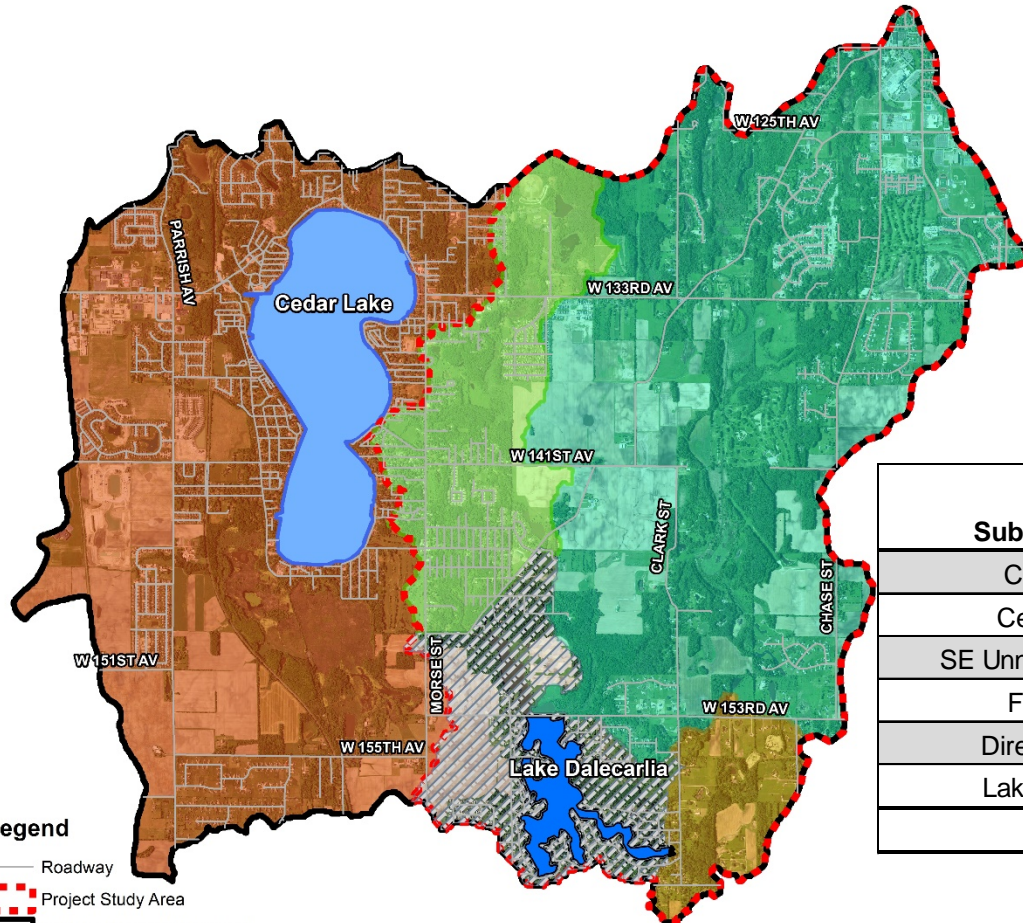 W 125TH AV
PARRISH AV
W 133RD AV
Cedar Lake
W 141ST AV
CLARK ST
CHASE ST
MORSE ST
W 151ST AV
W 153RD AV
W 155TH AV
Lake Dalecarlia
Sub
C
Ce
SE Unr
F
Dire
Lak
egend
Roadway
Project Study Area